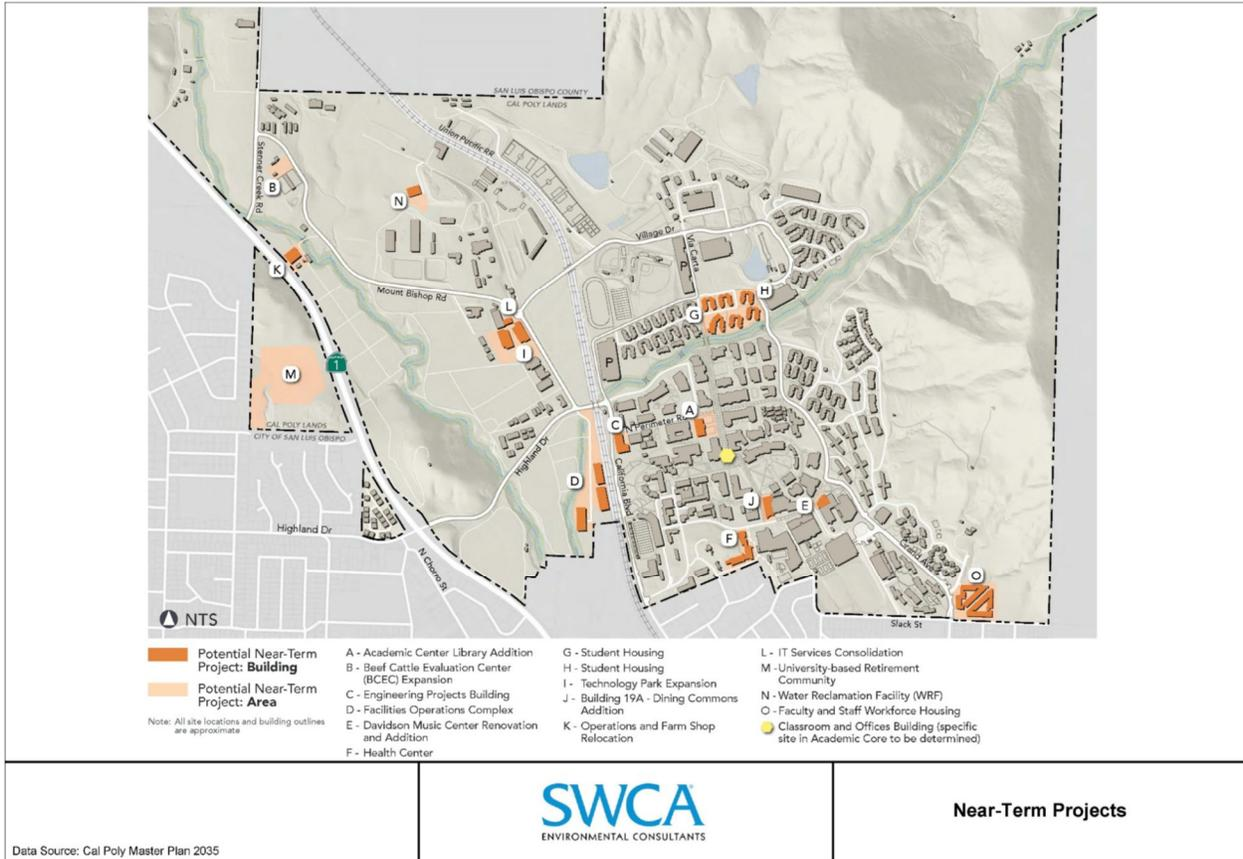 SAN LUIS OBISPO COUNTY
CAL POLY LANDS
Union Pacific RR
Stenner Creek Rd
B
N
Village Dr
Via Carta
P
K
Mount Bishop Rd
H
L
G
I
1
P
M
A
C
N Perimeter Rd
CAL POLY LANDS
CITY OF SAN LUIS OBISPO
Highland Dr
California Blvd
D
J
E
Highland Dr
F
N Chorro St
O
NTS
Slack St
Potential Near-Term
Project: Building
Potential Near-Term
Project: Area
Note: All site locations and building outlines
are approximate
A - Academic Center Library Addition
B - Beef Cattle Evaluation Center
(BCEC) Expansion
C - Engineering Projects Building
D - Facilities Operations Complex
E - Davidson Music Center Renovation
and Addition
F - Health Center
G - Student Housing
H - Student Housing
I - Technology Park Expansion
J - Building 19A - Dining Commons
Addition
K - Operations and Farm Shop
Relocation
L - IT Services Consolidation
M - University-based Retirement
Community
N - Water Reclamation Facility (WRF)
O - Faculty and Staff Workforce Housing
Classroom and Offices Building (specific
site in Academic Core to be determined)
Data Source: Cal Poly Master Plan 2035
SWCA
ENVIRONMENTAL CONSULTANTS
Near-Term Projects